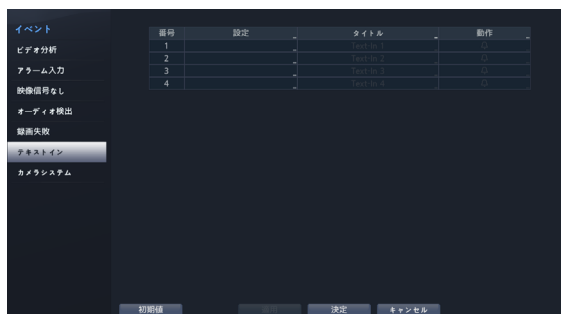 イベント
ビデオ分析
アラーム入力
映像信号なし
オーディオ検出
録画失敗
テキストイン
カメラシステム
番号 設定 タイトル 動作
1 Text-In 1
2 Text-In 2
3 Text-In 3
4 Text-In 4
初期値 適用 決定 キャンセル